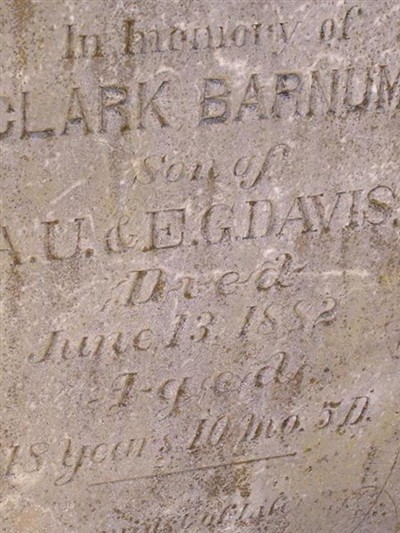 In Memory of
CLARK BARNUM
Son of
A.U. & E.G. DAVIS.
Died
June 13, 1882
Aged
18 Years 10 mo. 5 D.